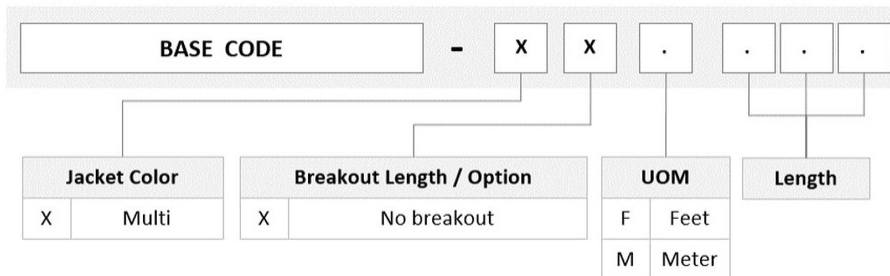 BASE CODE - X X . . . .
Jacket Color Breakout Length / Option UOM Length
X Multi X No breakout F Feet
M Meter